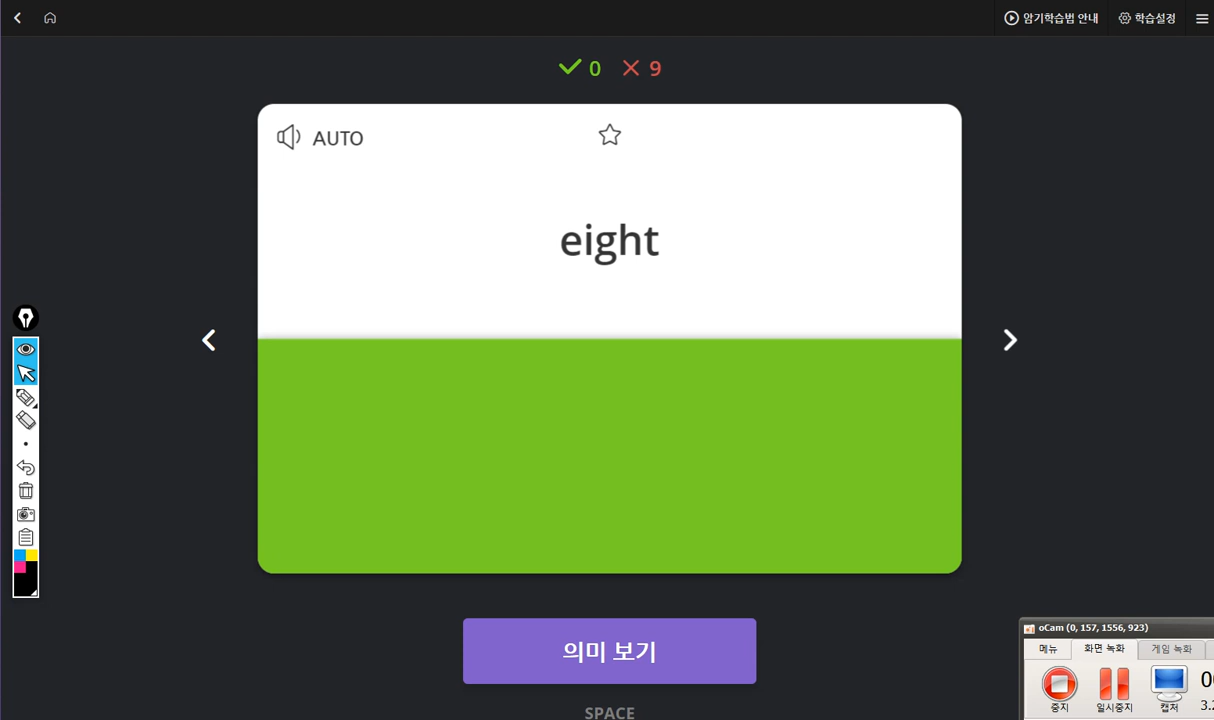 암기학습법 안내 학습설정
0 9
AUTO
eight
의미 보기
SPACE
oCam (0, 157, 1556, 923)
메뉴 화면 녹화 게임 녹화
중지 일시중지 캡처